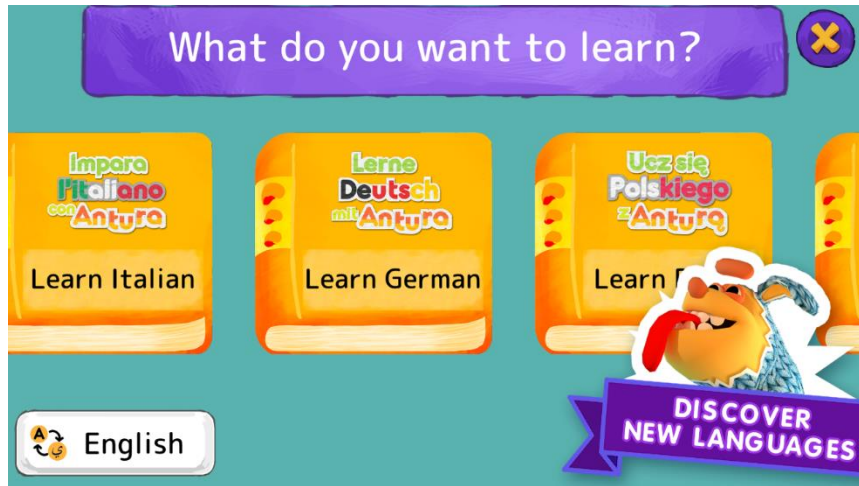 What do you want to learn?
Impara
l'italiano
con Antura
Learn Italian
Lerne
Deutsch
mit Antura
Learn German
Ucz się
Polskiego
z Anturą
Learn
English
DISCOVER
NEW LANGUAGES